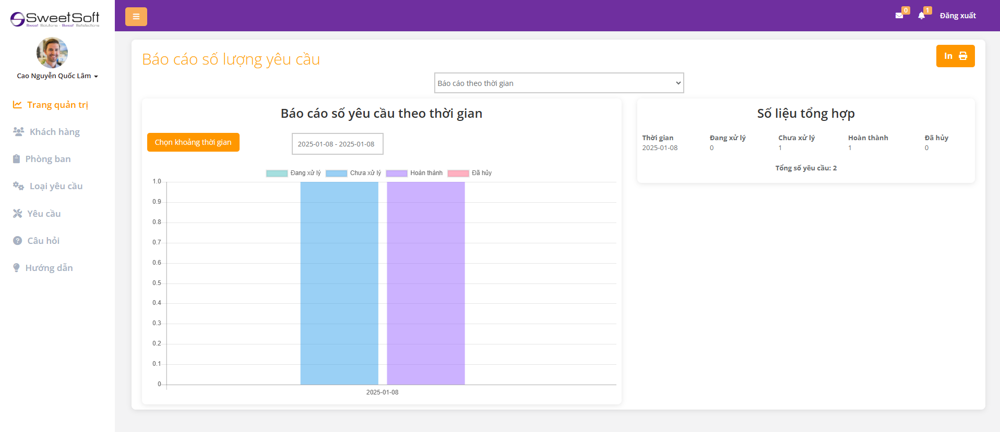 SweetSoft
Sweet Solutions - Sweet Satisfactions
Cao Nguyễn Quốc Lâm
Trang quản trị
Khách hàng
Phòng ban
Loại yêu cầu
Yêu cầu
Câu hỏi
Hướng dẫn
0
1
Đăng xuất
Báo cáo số lượng yêu cầu
In
Báo cáo theo thời gian
Báo cáo số yêu cầu theo thời gian
Chọn khoảng thời gian
2025-01-08 - 2025-01-08
Đang xử lý Chưa xử lý Hoàn thành Đã hủy
1.0
0.9
0.8
0.7
0.6
0.5
0.4
0.3
0.2
0.1
0
2025-01-08
Số liệu tổng hợp
Thời gian Đang xử lý Chưa xử lý Hoàn thành Đã hủy
2025-01-08 0 1 1 0
Tổng số yêu cầu: 2